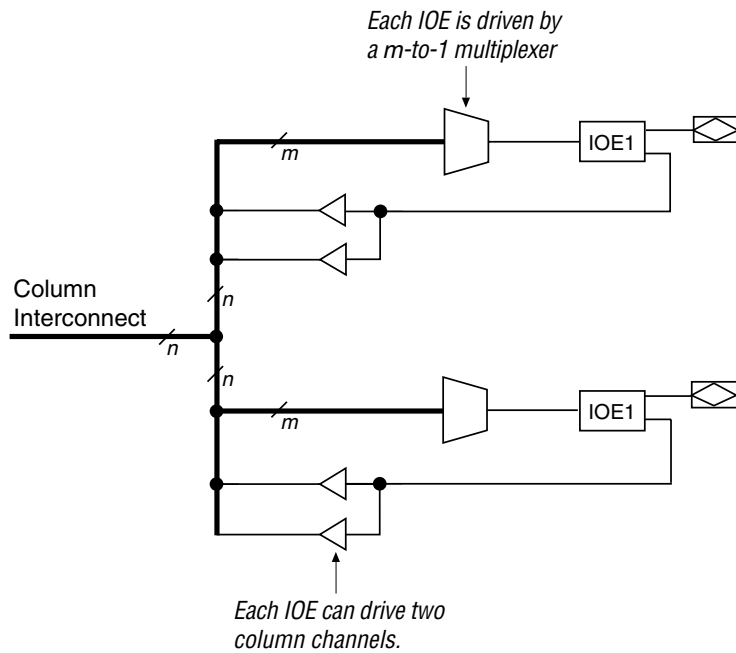 Each IOE is driven by
a m-to-1 multiplexer
IOE1
m
n
Column
Interconnect
n
n
IOE1
m
Each IOE can drive two
column channels.